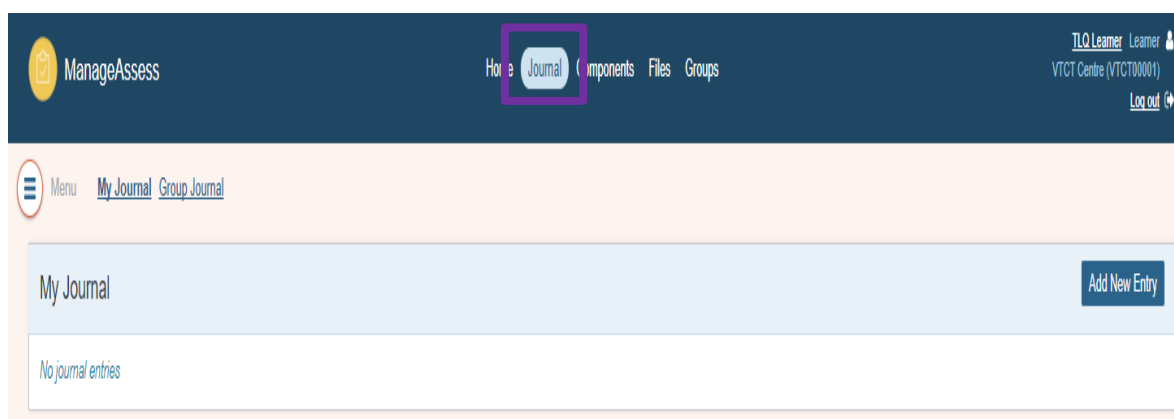 ManageAssess
Home Journal Components Files Groups
TLQ Learner Learner
VTCT Centre (VTCT00001)
Log out
Menu My Journal Group Journal
My Journal
Add New Entry
No journal entries